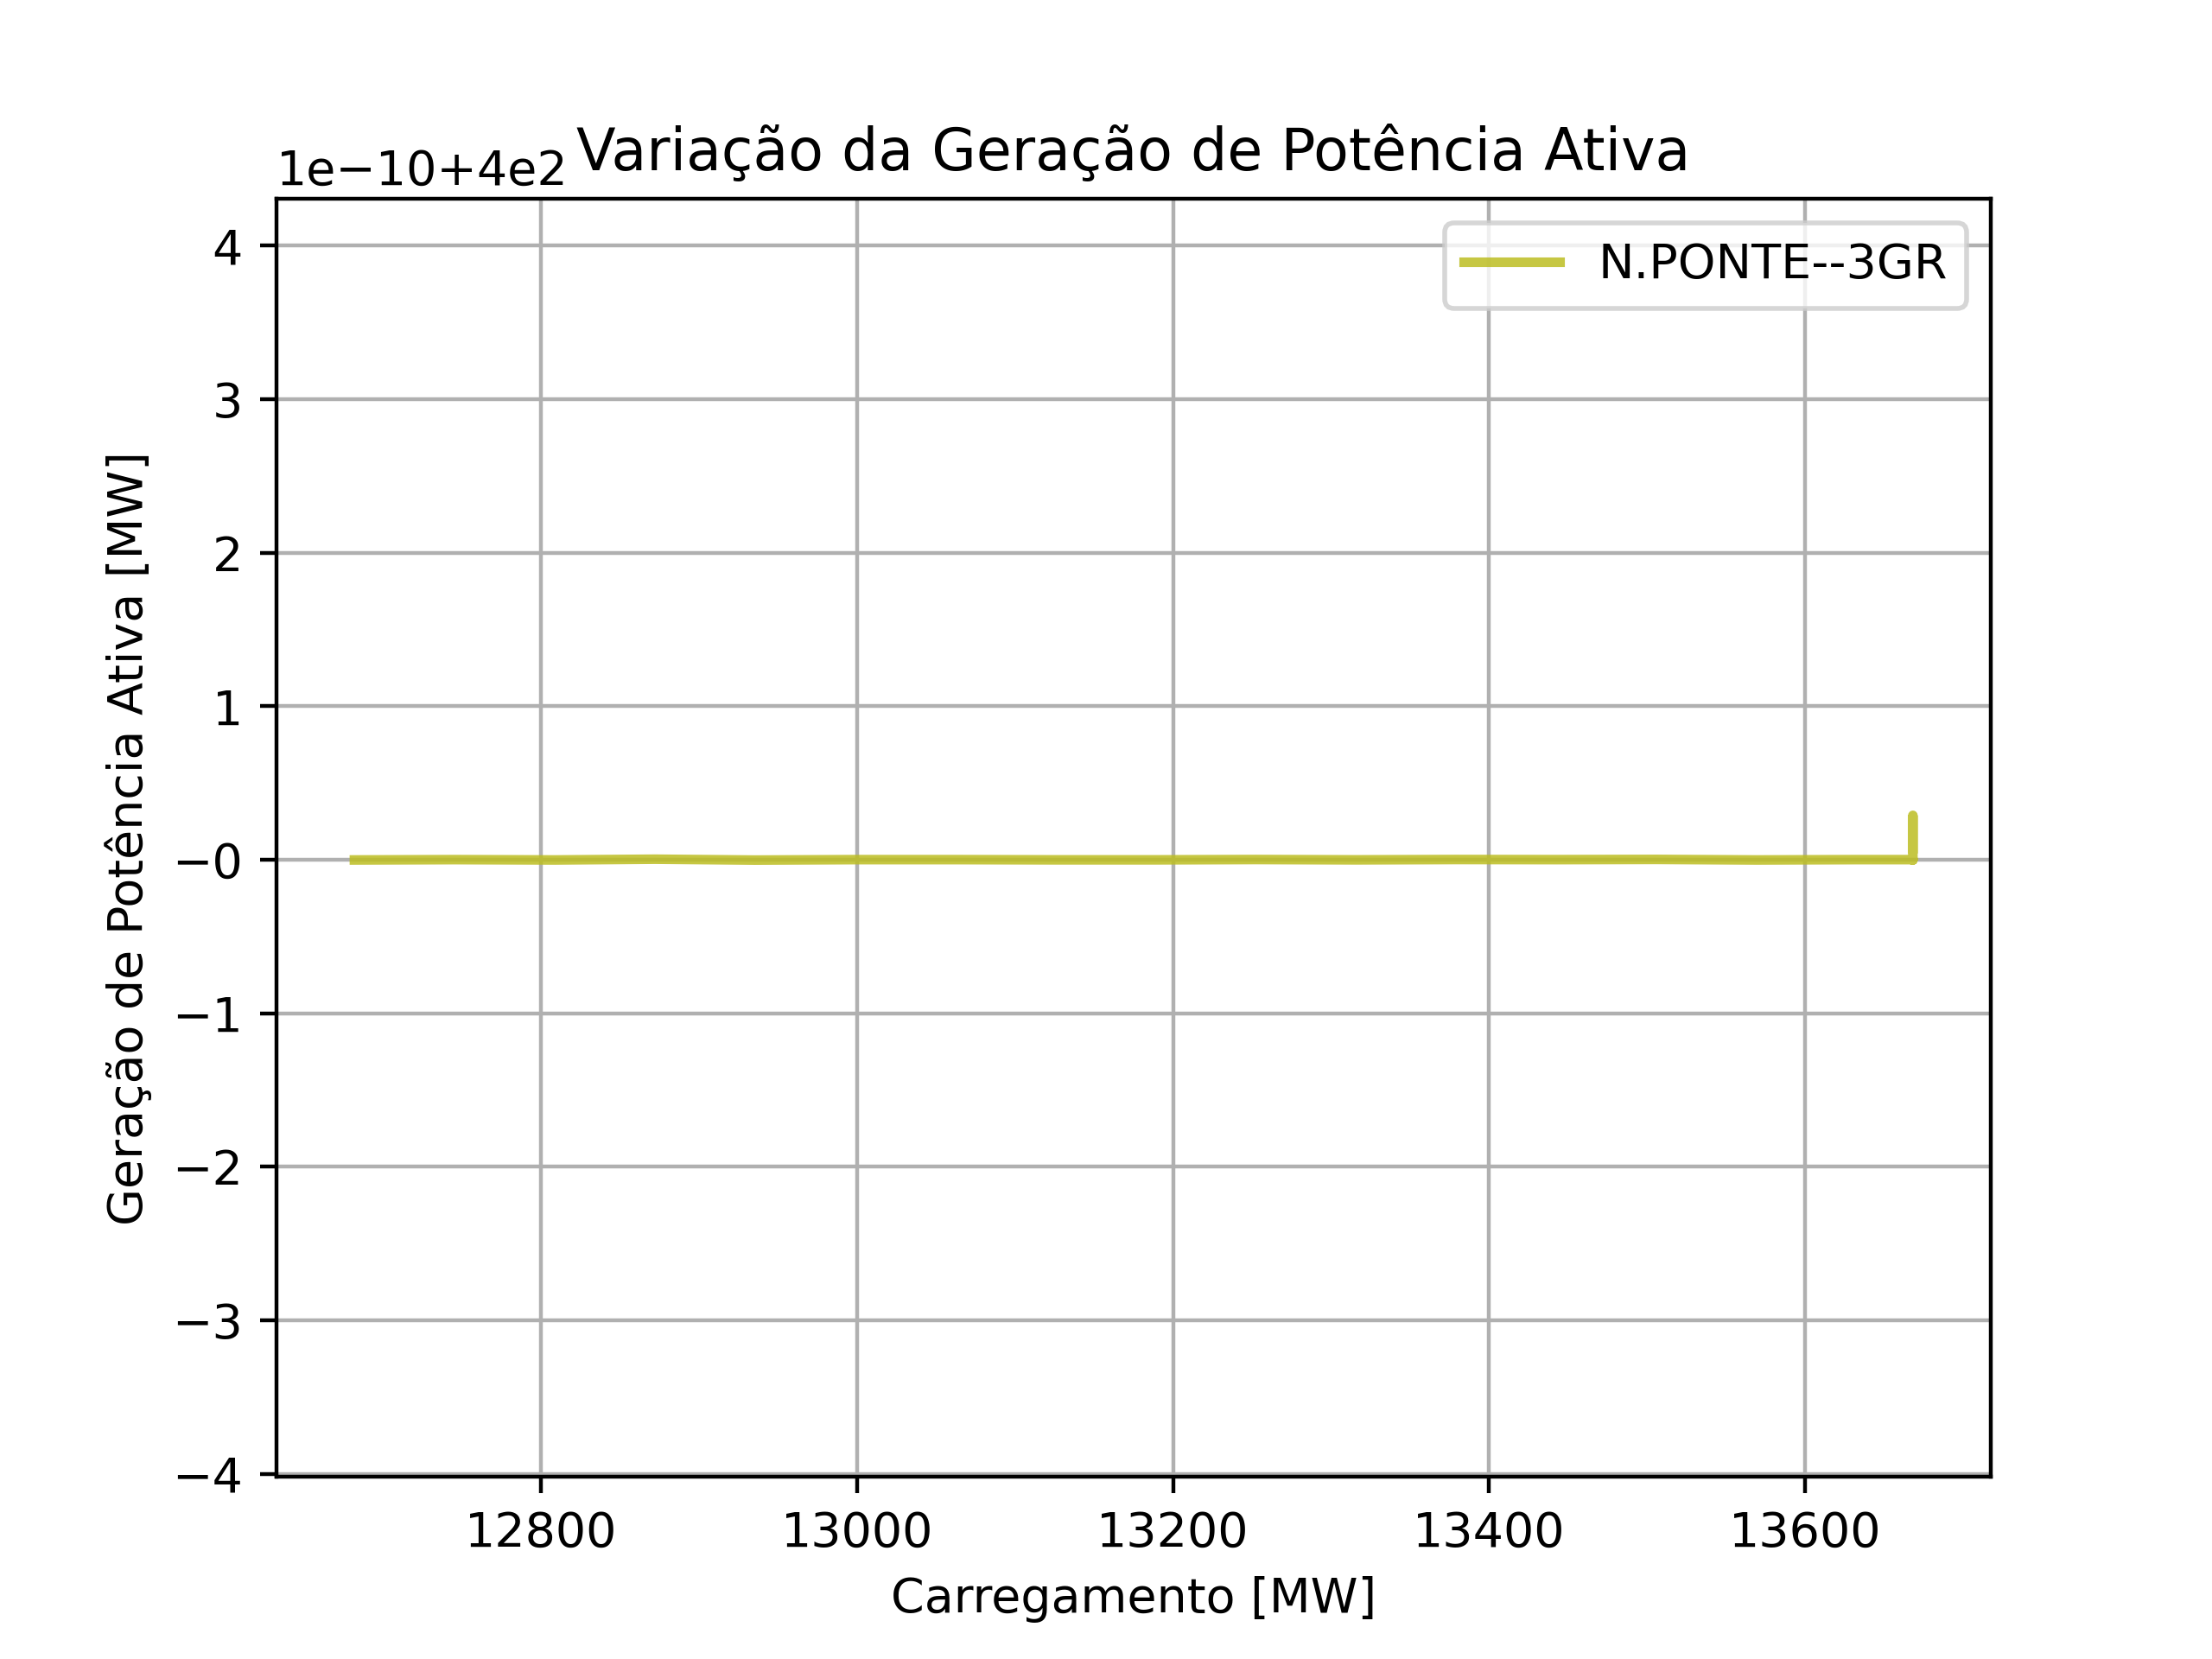 Variação da Geração de Potência Ativa
1e−10+4e2
N.PONTE--3GR
Geração de Potência Ativa [MW]
4
3
2
1
−0
−1
−2
−3
−4
12800 13000 13200 13400 13600
Carregamento [MW]